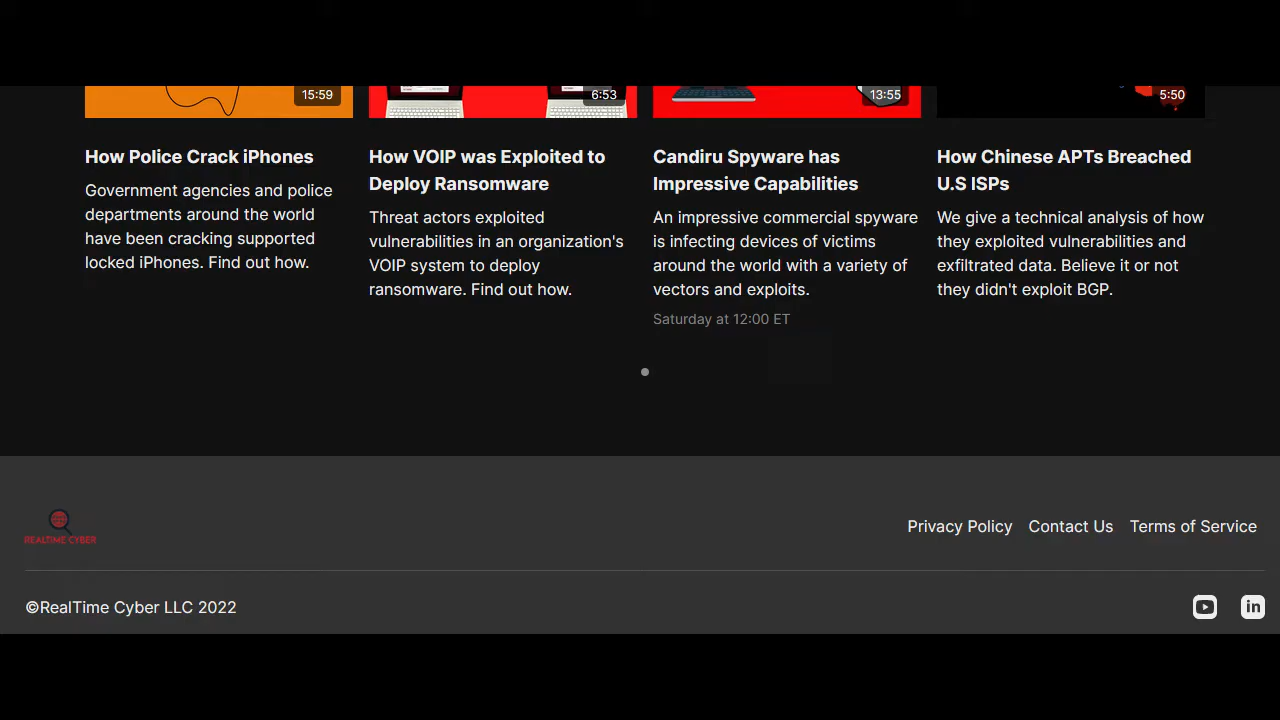 15:59
6:53
13:55
5:50
How Police Crack iPhones
Government agencies and police
departments around the world
have been cracking supported
locked iPhones. Find out how.
How VOIP was Exploited to
Deploy Ransomware
Threat actors exploited
vulnerabilities in an organization's
VOIP system to deploy
ransomware. Find out how.
Candiru Spyware has
Impressive Capabilities
An impressive commercial spyware
is infecting devices of victims
around the world with a variety of
vectors and exploits.
Saturday at 12:00 ET
How Chinese APTs Breached
U.S ISPs
We give a technical analysis of how
they exploited vulnerabilities and
exfiltrated data. Believe it or not
they didn't exploit BGP.
REALTIME CYBER
Privacy Policy Contact Us Terms of Service
©RealTime Cyber LLC 2022
in